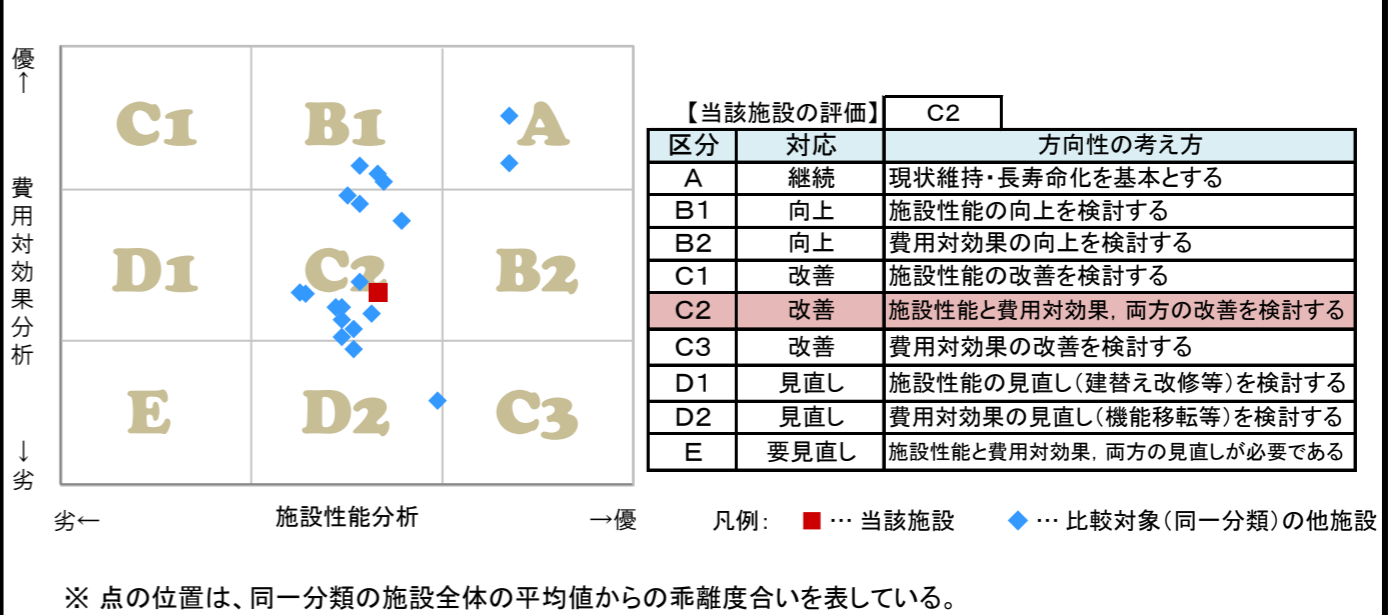 優
↑
費用対効果分析
↓
劣
C1
B1
A
D1
C2
B2
E
D2
C3
劣←
施設性能分析
→優
【当該施設の評価】 C2
区分 対応 方向性の考え方
A 継続 現状維持・長寿命化を基本とする
B1 向上 施設性能の向上を検討する
B2 向上 費用対効果の向上を検討する
C1 改善 施設性能の改善を検討する
C2 改善 施設性能と費用対効果，両方の改善を検討する
C3 改善 費用対効果の改善を検討する
D1 見直し 施設性能の見直し（建替え改修等）を検討する
D2 見直し 費用対効果の見直し（機能移転等）を検討する
E 要見直し 施設性能と費用対効果，両方の見直しが必要である
凡例： ■ … 当該施設 ◆ … 比較対象（同一分類）の他施設
※ 点の位置は、同一分類の施設全体の平均値からの乖離度合いを表している。